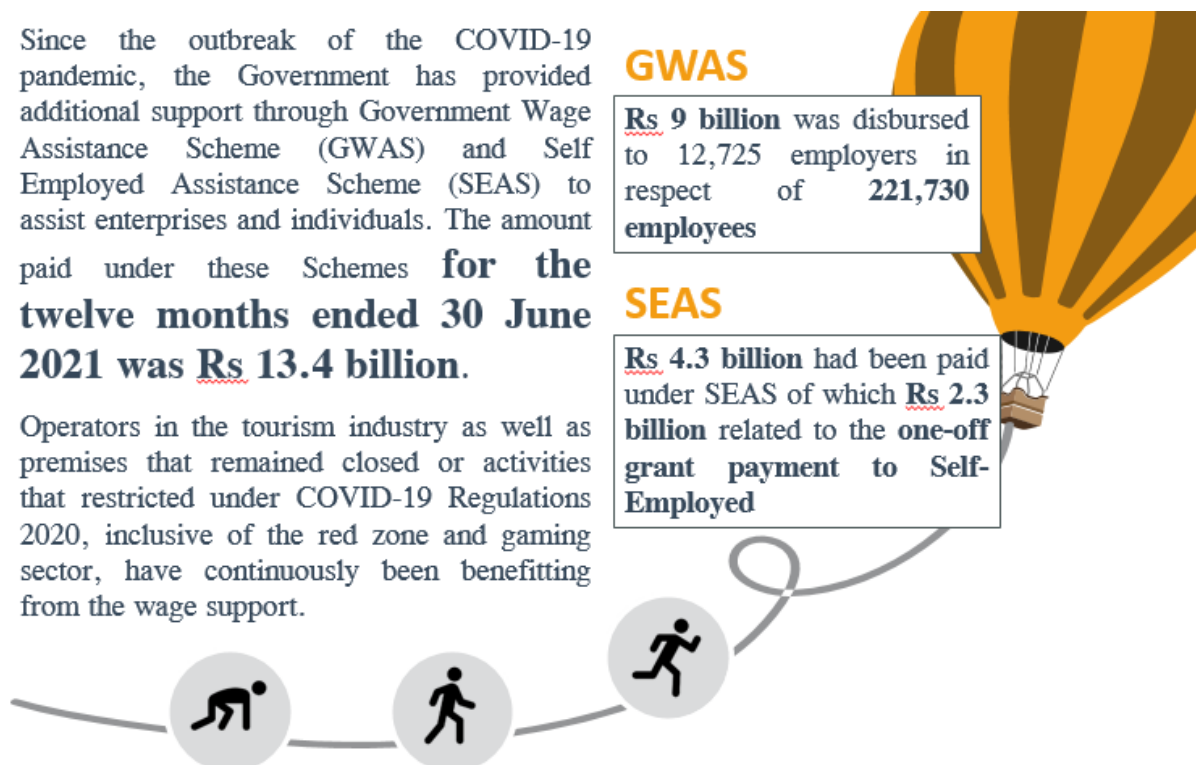 Since the outbreak of the COVID-19
pandemic, the Government has provided
additional support through Government Wage
Assistance Scheme (GWAS) and Self
Employed Assistance Scheme (SEAS) to
assist enterprises and individuals. The amount
paid under these Schemes for the
twelve months ended 30 June
2021 was Rs 13.4 billion.
Operators in the tourism industry as well as
premises that remained closed or activities
that restricted under COVID-19 Regulations
2020, inclusive of the red zone and gaming
sector, have continuously been benefitting
from the wage support.
GWAS
Rs 9 billion was disbursed
to 12,725 employers in
respect of 221,730
employees
SEAS
Rs 4.3 billion had been paid
under SEAS of which Rs 2.3
billion related to the one-off
grant payment to Self-
Employed